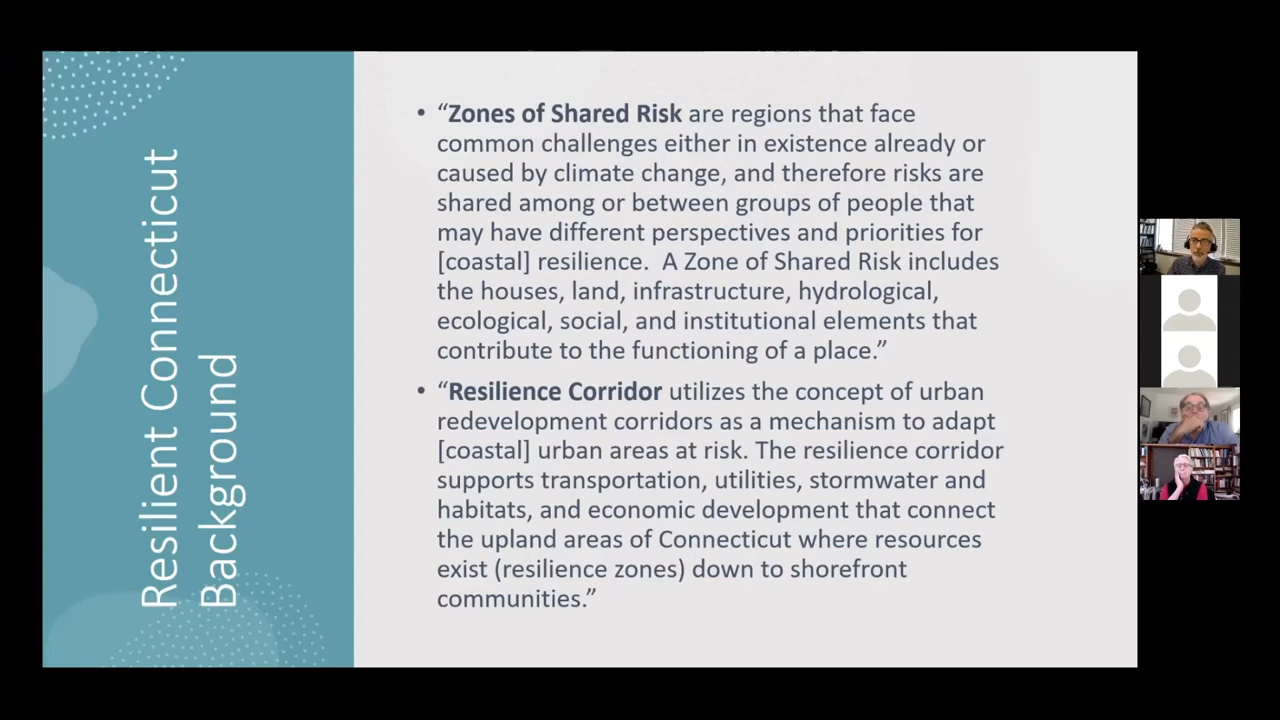 Resilient Connecticut
Background
• “Zones of Shared Risk are regions that face
common challenges either in existence already or
caused by climate change, and therefore risks are
shared among or between groups of people that
may have different perspectives and priorities for
[coastal] resilience.  A Zone of Shared Risk includes
the houses, land, infrastructure, hydrological,
ecological, social, and institutional elements that
contribute to the functioning of a place.”
• “Resilience Corridor utilizes the concept of urban
redevelopment corridors as a mechanism to adapt
[coastal] urban areas at risk. The resilience corridor
supports transportation, utilities, stormwater and
habitats, and economic development that connect
the upland areas of Connecticut where resources
exist (resilience zones) down to shorefront
communities.”